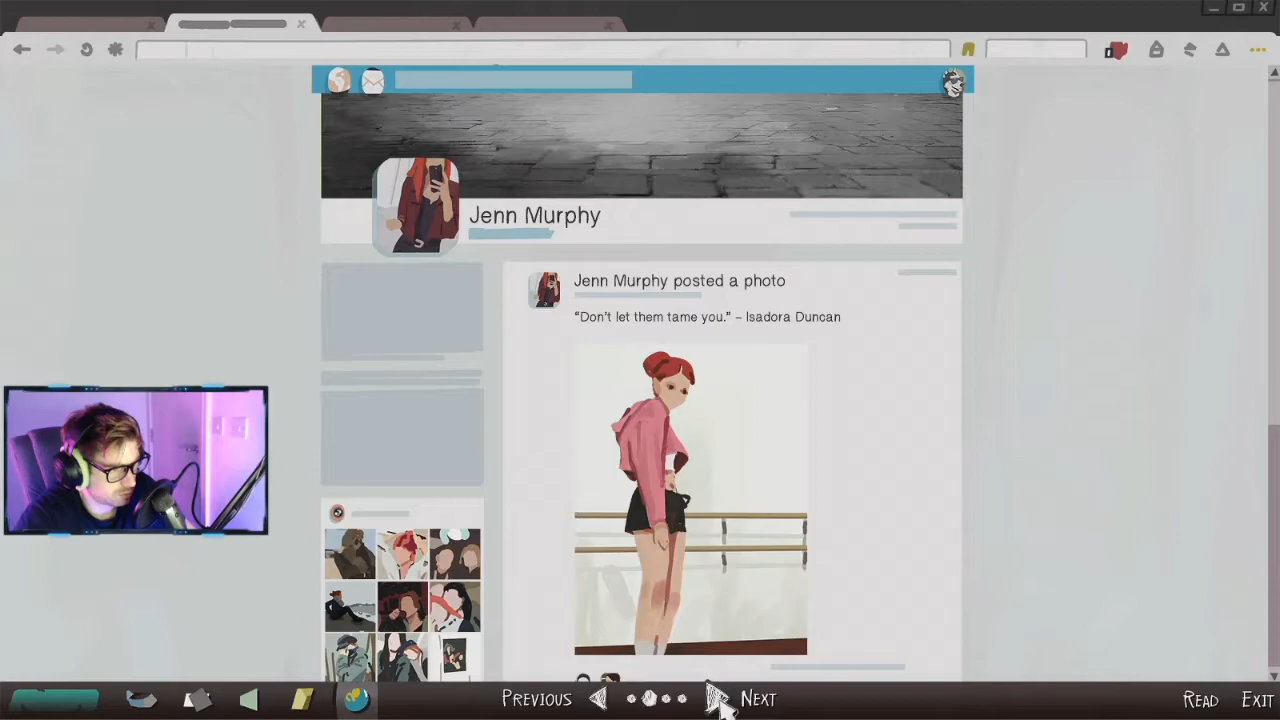 Jenn Murphy
Jenn Murphy posted a photo
“Don’t let them tame you.” – Isadora Duncan
PREVIOUS
NEXT
READ
EXIT